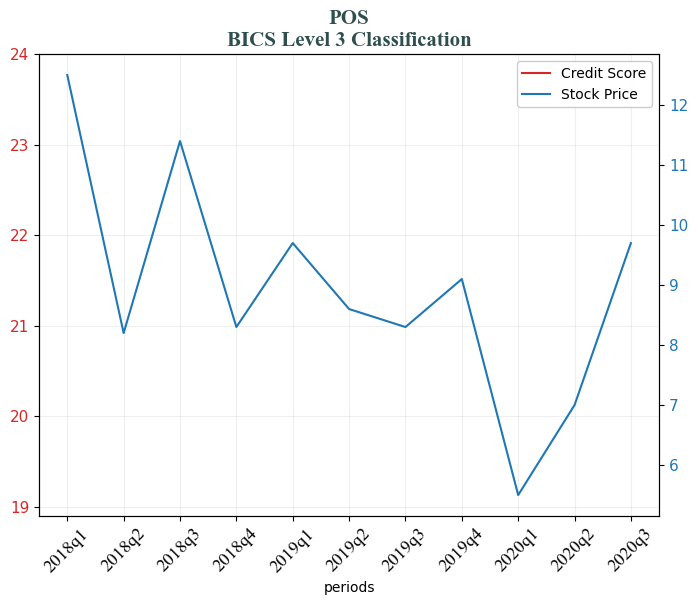 POS
BICS Level 3 Classification
24
23
22
21
20
19
Credit Score
Stock Price
12
11
10
9
8
7
6
2018q1
2018q2
2018q3
2018q4
2019q1
2019q2
2019q3
2019q4
2020q1
2020q2
2020q3
periods